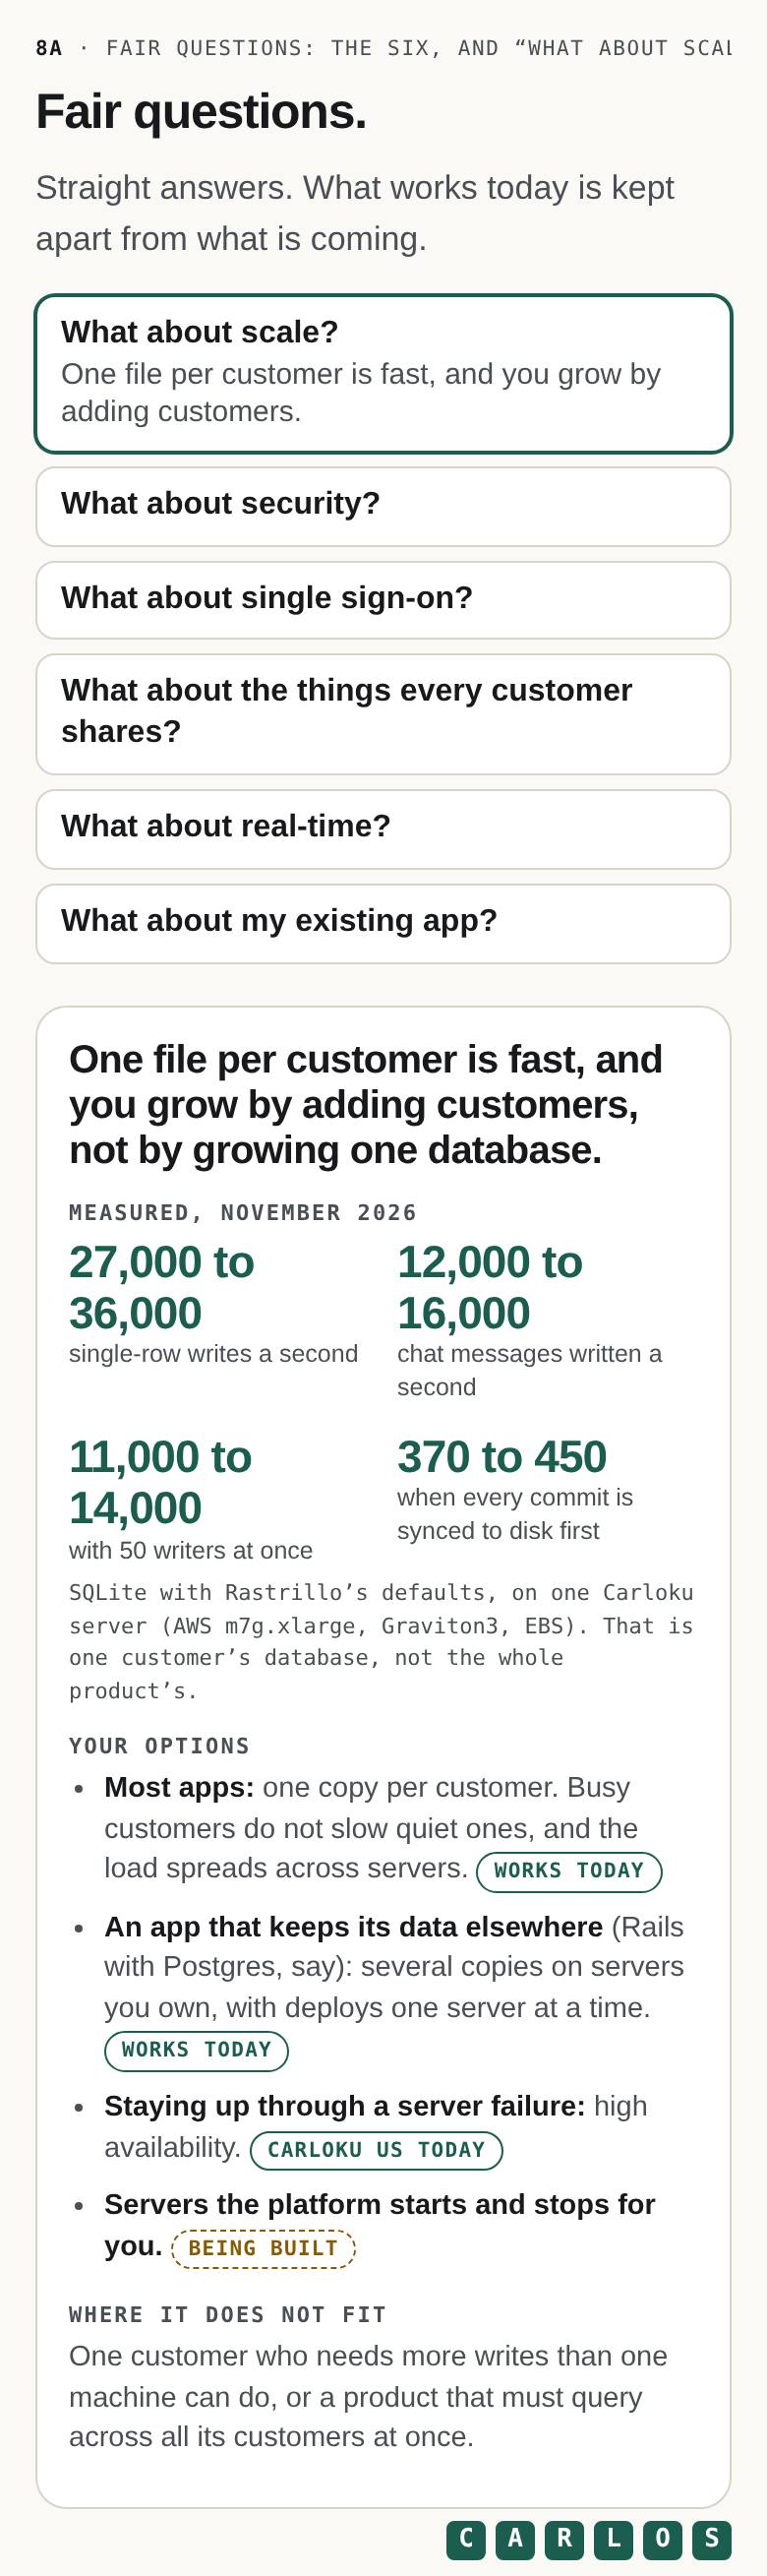 8A · FAIR QUESTIONS: THE SIX, AND “WHAT ABOUT SCAL
Fair questions.
Straight answers. What works today is kept
apart from what is coming.
What about scale?
One file per customer is fast, and you grow by
adding customers.
What about security?
What about single sign-on?
What about the things every customer
shares?
What about real-time?
What about my existing app?
One file per customer is fast, and
you grow by adding customers,
not by growing one database.
MEASURED, NOVEMBER 2026
27,000 to
36,000
single-row writes a second
12,000 to
16,000
chat messages written a
second
11,000 to
14,000
with 50 writers at once
370 to 450
when every commit is
synced to disk first
SQLite with Rastrillo’s defaults, on one Carloku
server (AWS m7g.xlarge, Graviton3, EBS). That is
one customer’s database, not the whole
product’s.
YOUR OPTIONS
• Most apps: one copy per customer. Busy
customers do not slow quiet ones, and the
load spreads across servers. WORKS TODAY
• An app that keeps its data elsewhere (Rails
with Postgres, say): several copies on servers
you own, with deploys one server at a time.
WORKS TODAY
• Staying up through a server failure: high
availability. CARLOKU US TODAY
• Servers the platform starts and stops for
you. BEING BUILT
WHERE IT DOES NOT FIT
One customer who needs more writes than one
machine can do, or a product that must query
across all its customers at once.
CARLOS